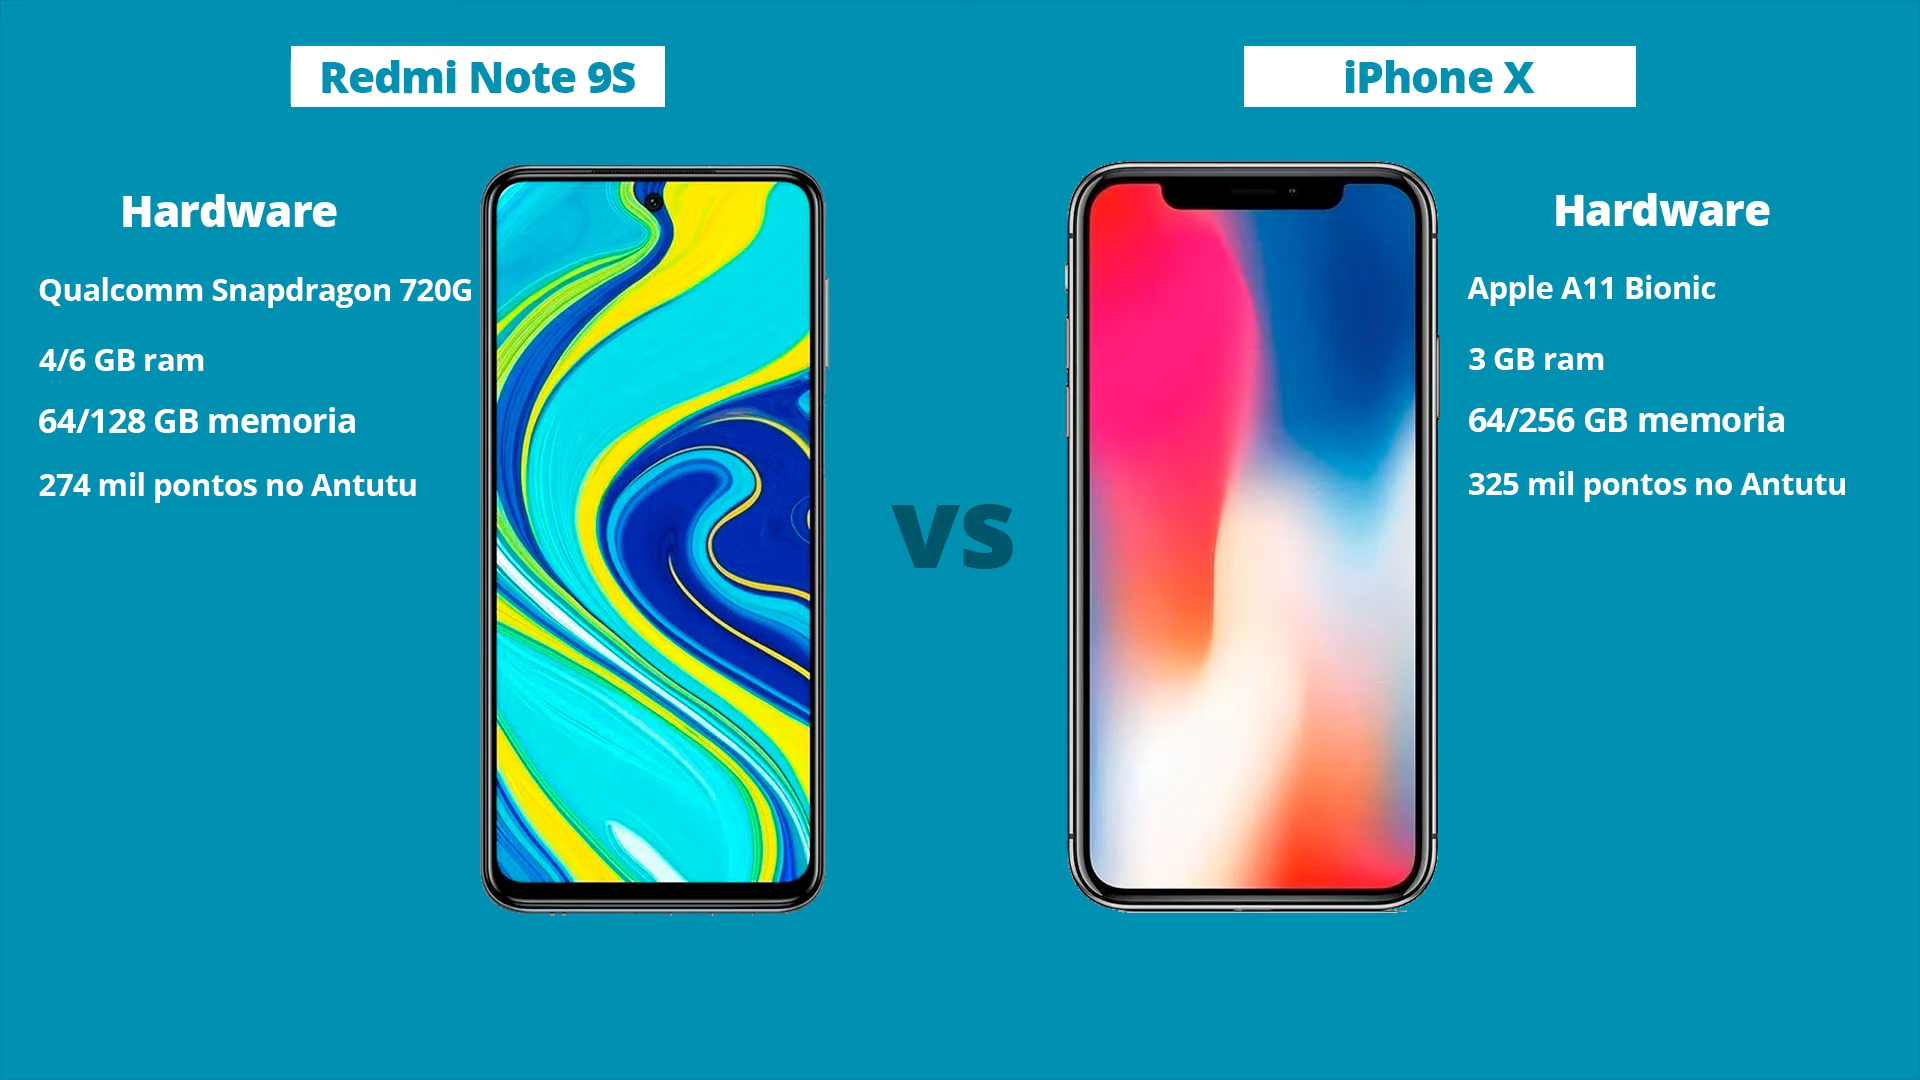 Redmi Note 9S
Hardware
Qualcomm Snapdragon 720G
4/6 GB ram
64/128 GB memoria
274 mil pontos no Antutu
vs
iPhone X
Hardware
Apple A11 Bionic
3 GB ram
64/256 GB memoria
325 mil pontos no Antutu